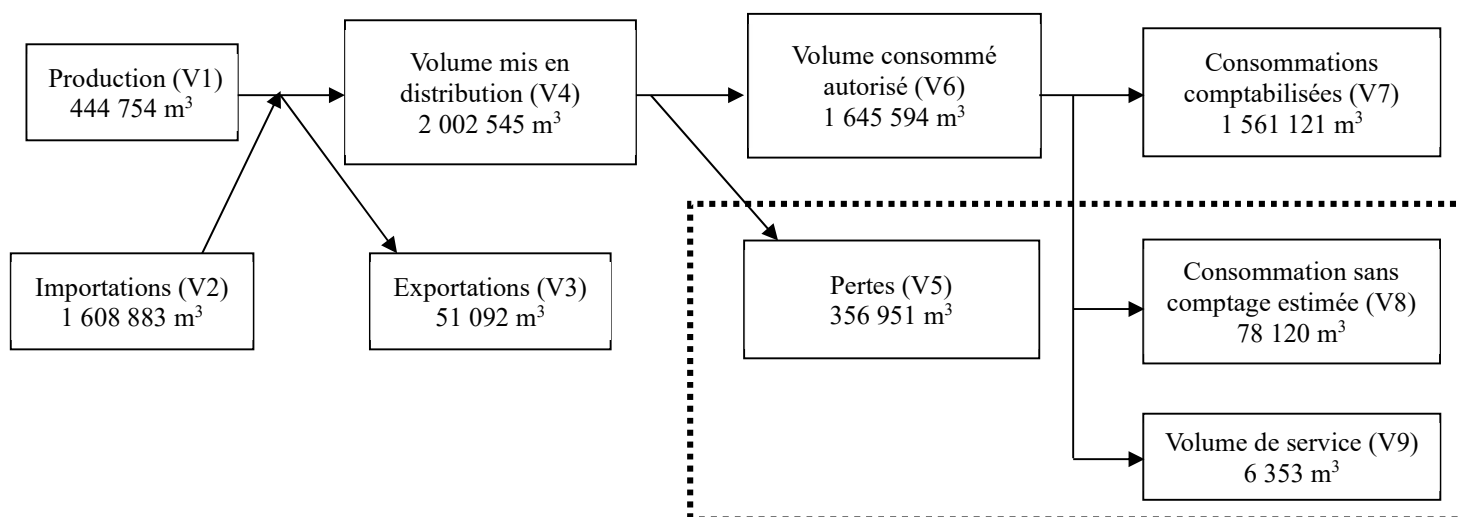 Production (V1)
444 754 m³
Volume mis en
distribution (V4)
2 002 545 m³
Volume consommé
autorisé (V6)
1 645 594 m³
Consommations
comptabilisées (V7)
1 561 121 m³
Importations (V2)
1 608 883 m³
Exportations (V3)
51 092 m³
Pertes (V5)
356 951 m³
Consommation sans
comptage estimée (V8)
78 120 m³
Volume de service (V9)
6 353 m³